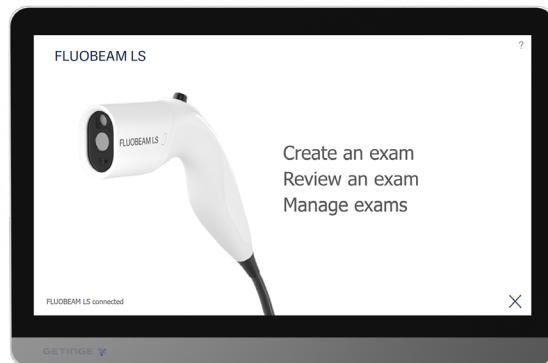 FLUOBEAM LS
?
FLUOBEAM LS
Create an exam
Review an exam
Manage exams
FLUOBEAM LS connected
GETINGE